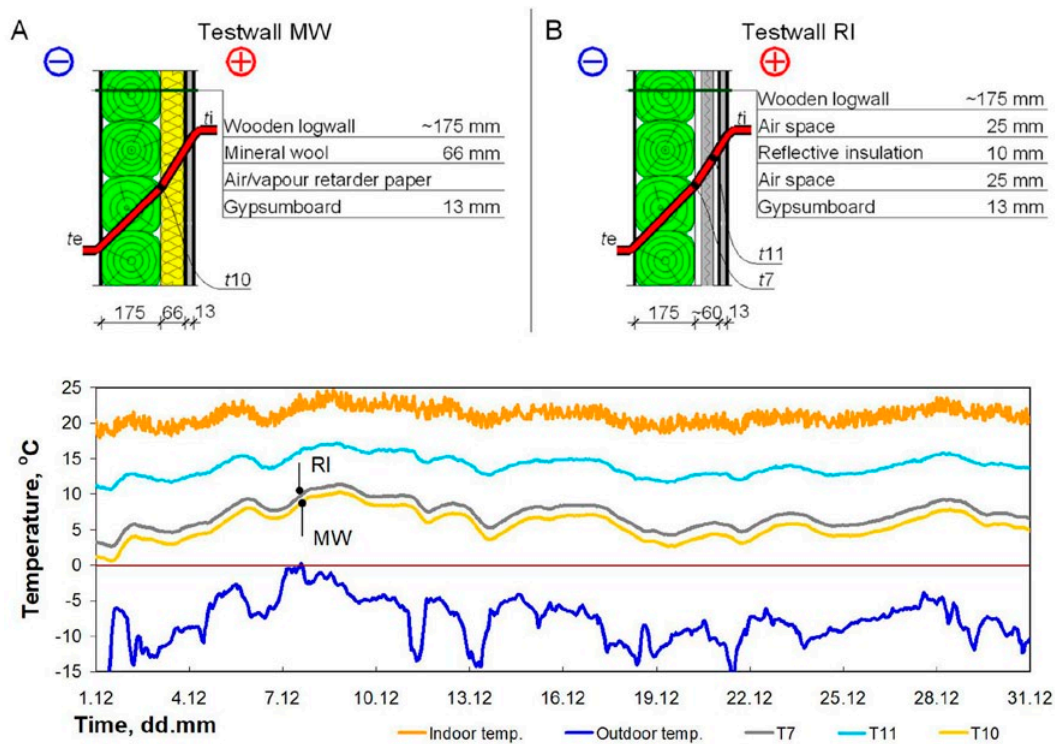 A
Testwall MW
ti
Wooden logwall ~175 mm
Mineral wool 66 mm
Air/vapour retarder paper
Gypsumboard 13 mm
te
t10
175 66 13
B
Testwall RI
ti
Wooden logwall ~175 mm
Air space 25 mm
Reflective insulation 10 mm
Air space 25 mm
Gypsumboard 13 mm
te
t11
t7
175 ~60 13
Temperature, °C
25
20
15
10
5
0
-5
-10
-15
RI
MW
1.12 4.12 7.12 10.12 13.12 16.12 19.12 22.12 25.12 28.12 31.12
Time, dd.mm
Indoor temp. Outdoor temp. T7 T11 T10